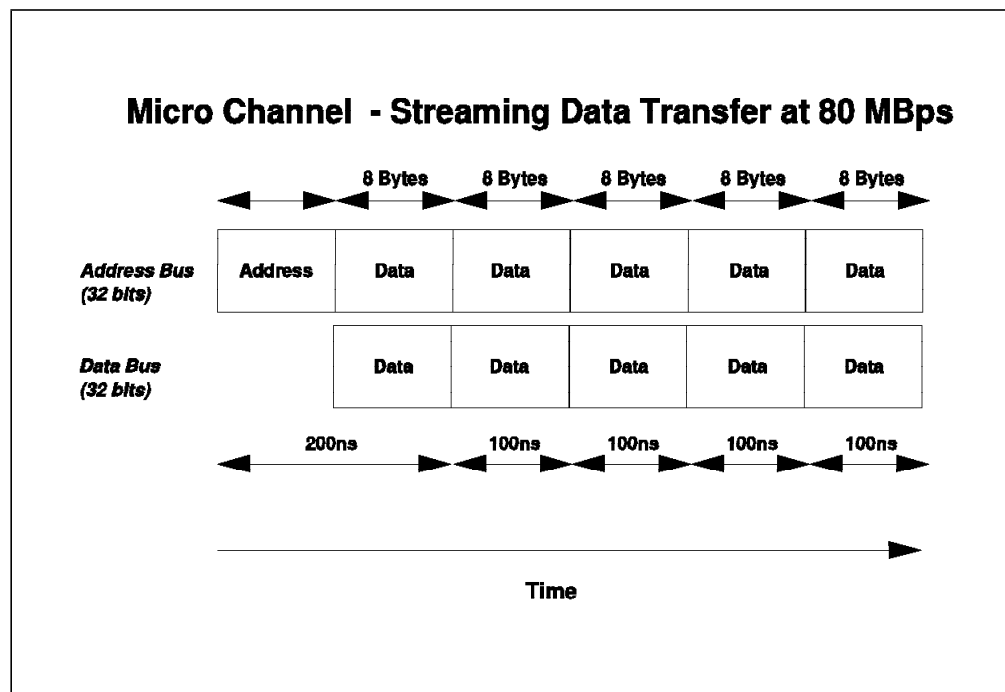 Micro Channel - Streaming Data Transfer at 80 MBps
8 Bytes 8 Bytes 8 Bytes 8 Bytes 8 Bytes
Address Bus
(32 bits)
Address Data Data Data Data Data
Data Bus
(32 bits)
Data Data Data Data Data
200ns 100ns 100ns 100ns 100ns
Time